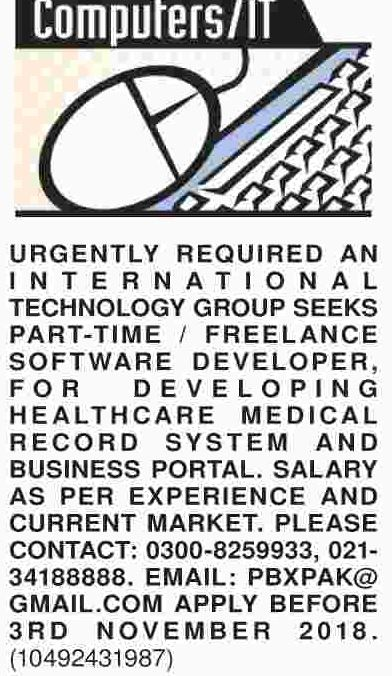 Computers/IT
URGENTLY REQUIRED AN
INTERNATIONAL
TECHNOLOGY GROUP SEEKS
PART-TIME / FREELANCE
SOFTWARE DEVELOPER,
FOR DEVELOPING
HEALTHCARE MEDICAL
RECORD SYSTEM AND
BUSINESS PORTAL. SALARY
AS PER EXPERIENCE AND
CURRENT MARKET. PLEASE
CONTACT: 0300-8259933, 021-
34188888. EMAIL: PBXPAK@
GMAIL.COM APPLY BEFORE
3RD NOVEMBER 2018.
(10492431987)